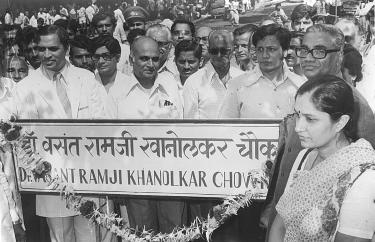 डॉ वसंत रामजी खानोलकर चौक
DR. VASANT RAMJI KHANOLKAR CHOWK